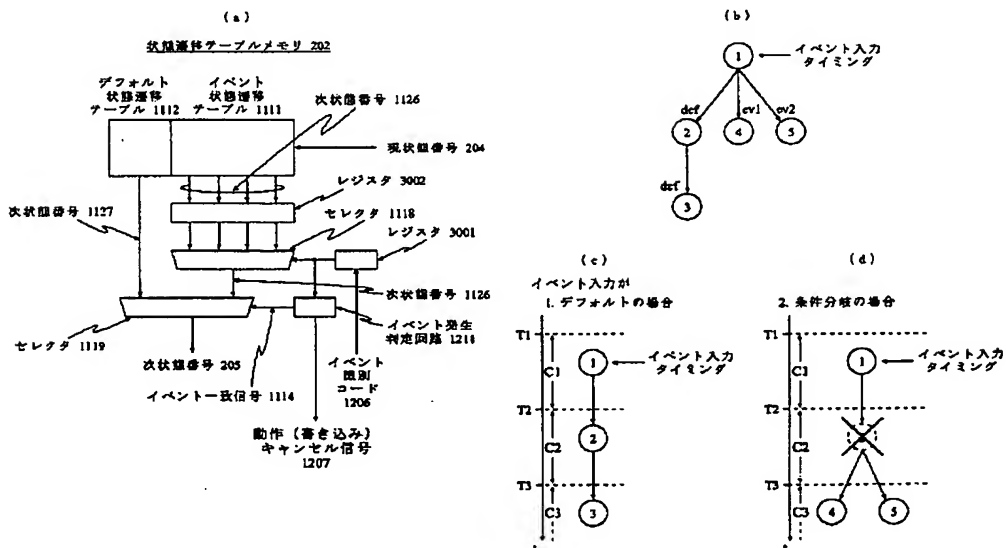 (a)
状態遷移テーブルメモリ 202
デフォルト
状態遷移
テーブル 1112
イベント
状態遷移
テーブル 1111
次状態番号 1126
現状態番号 204
レジスタ 3002
次状態番号
1127
セレクタ 1118
レジスタ 3001
次状態番号
1126
セレクタ 1119
次状態番号 205
イベント発生
判定回路 1211
イベント一致信号 1114
イベント
識別
コード
1206
動作(書き込み)
キャンセル信号
1207
(b)
1
イベント入力
タイミング
def
ev1
ev2
2
4
5
def
3
(c)
イベント入力が
1. デフォルトの場合
T1
C1
1
イベント入力
タイミング
T2
C2
2
T3
C3
3
(d)
2. 条件分岐の場合
T1
C1
1
イベント入力
タイミング
T2
C2
T3
C3
4
5